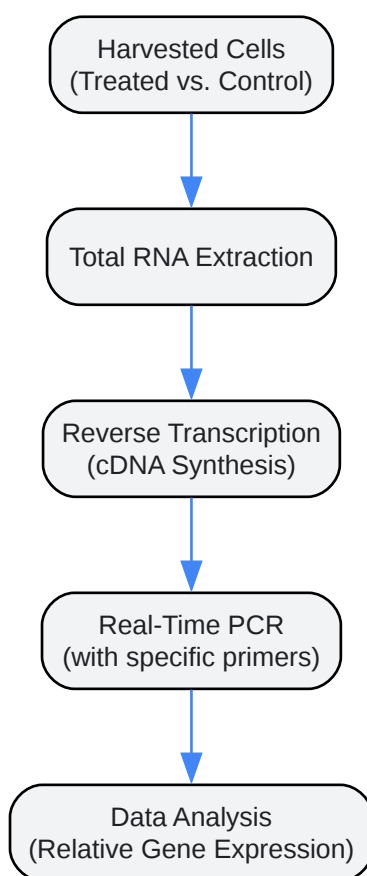 Harvested Cells
(Treated vs. Control)
Total RNA Extraction
Reverse Transcription
(cDNA Synthesis)
Real-Time PCR
(with specific primers)
Data Analysis
(Relative Gene Expression)